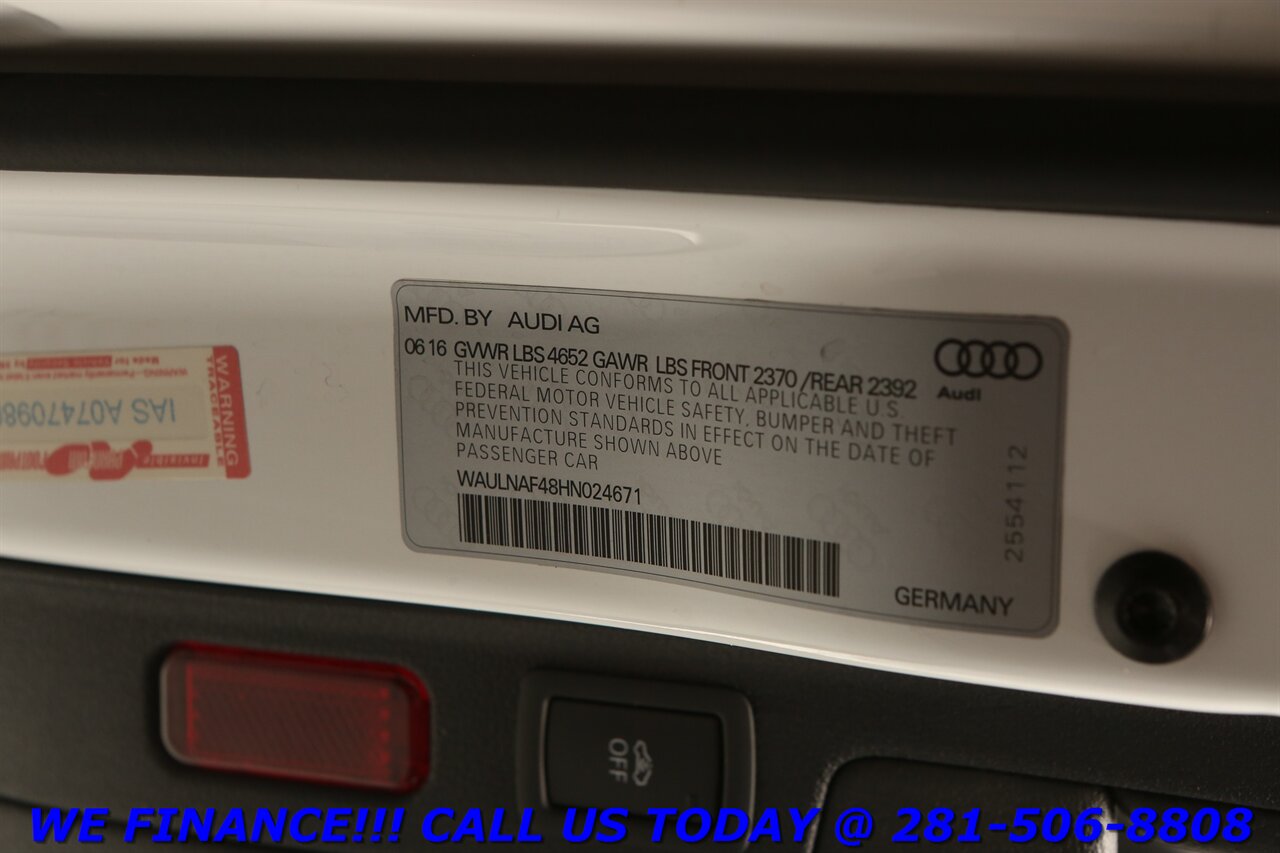 MFD. BY AUDI AG
06 16 GVWR LBS 4652 GAWR LBS FRONT 2370 /REAR 2392
THIS VEHICLE CONFORMS TO ALL APPLICABLE U.S.
FEDERAL MOTOR VEHICLE SAFETY, BUMPER AND THEFT
PREVENTION STANDARDS IN EFFECT ON THE DATE OF
MANUFACTURE SHOWN ABOVE
PASSENGER CAR
WAULNAF48HN024671
Audi
2554112
GERMANY
WARNING
TRACEABLE
IAS A0747098
OFF
WE FINANCE!!! CALL US TODAY @ 281-506-8808